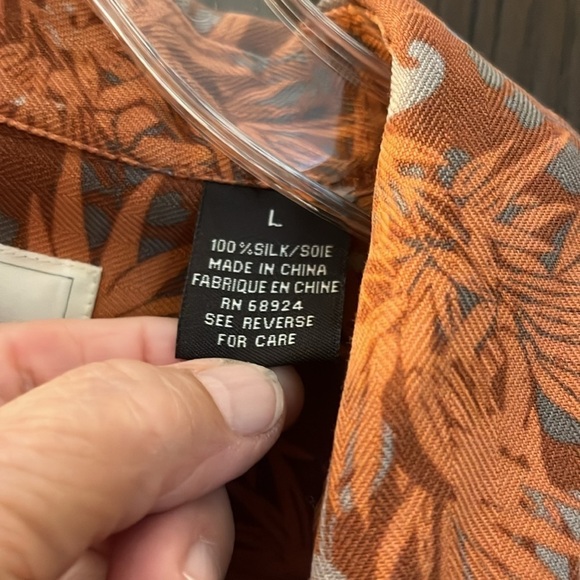 L
100%SILK/SOIE
MADE IN CHINA
FABRIQUE EN CHINE
RN 68924
SEE REVERSE
FOR CARE